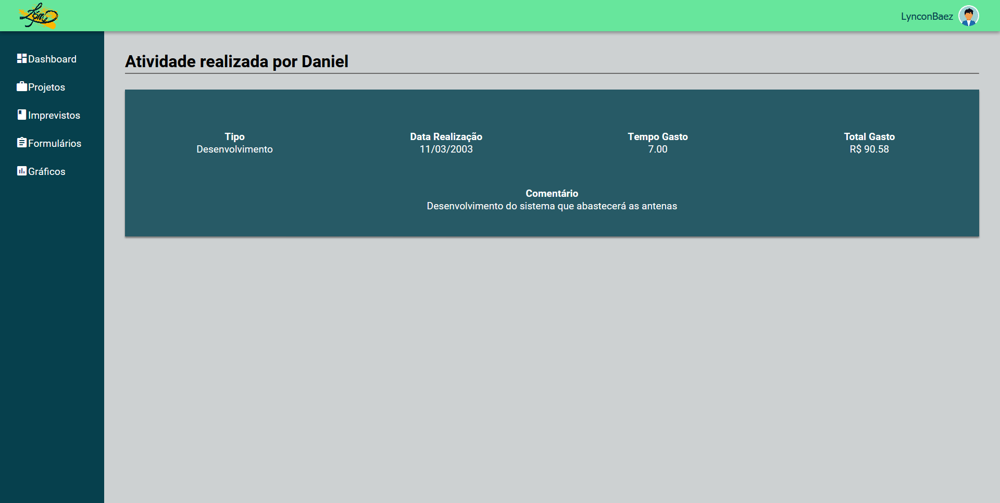 LynconBaez
Dashboard
Projetos
Imprevistos
Formulários
Gráficos
Atividade realizada por Daniel
Tipo
Desenvolvimento
Data Realização
11/03/2003
Tempo Gasto
7.00
Total Gasto
R$ 90.58
Comentário
Desenvolvimento do sistema que abastecerá as antenas